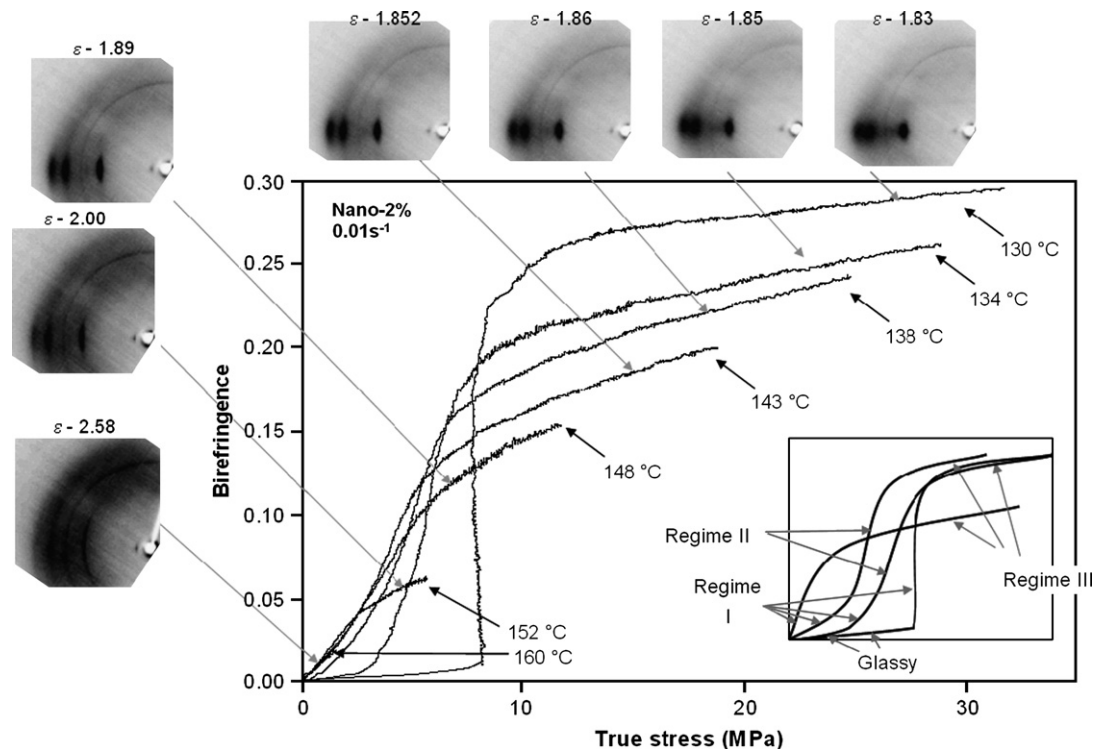 ε - 1.852
ε - 1.86
ε - 1.85
ε - 1.83
ε - 1.89
ε - 2.00
ε - 2.58
Nano-2%
0.01s⁻¹
0.30
0.25
0.20
0.15
0.10
0.05
0.00
Birefringence
130 °C
134 °C
138 °C
143 °C
148 °C
152 °C
160 °C
Regime II
Regime
I
Regime III
Glassy
0
10
20
30
True stress (MPa)